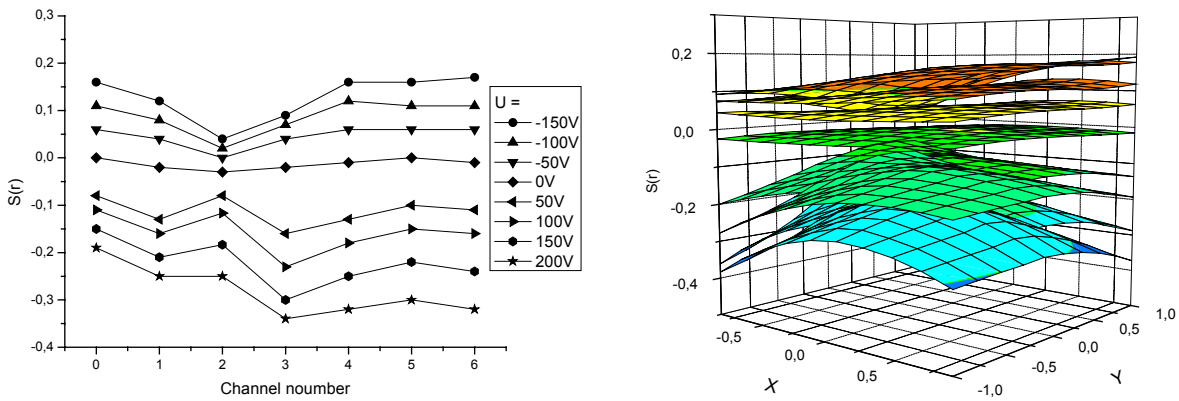 0,3
0,2
0,1
0,0
-0,1
-0,2
-0,3
-0,4
S(r)
0 1 2 3 4 5 6
Channel noumber
U =
-150V
-100V
-50V
0V
50V
100V
150V
200V
0,2
0,0
-0,2
-0,4
S(r)
-0,5 0,0 0,5
X
-1,0 -0,5 0,0 0,5 1,0
Y